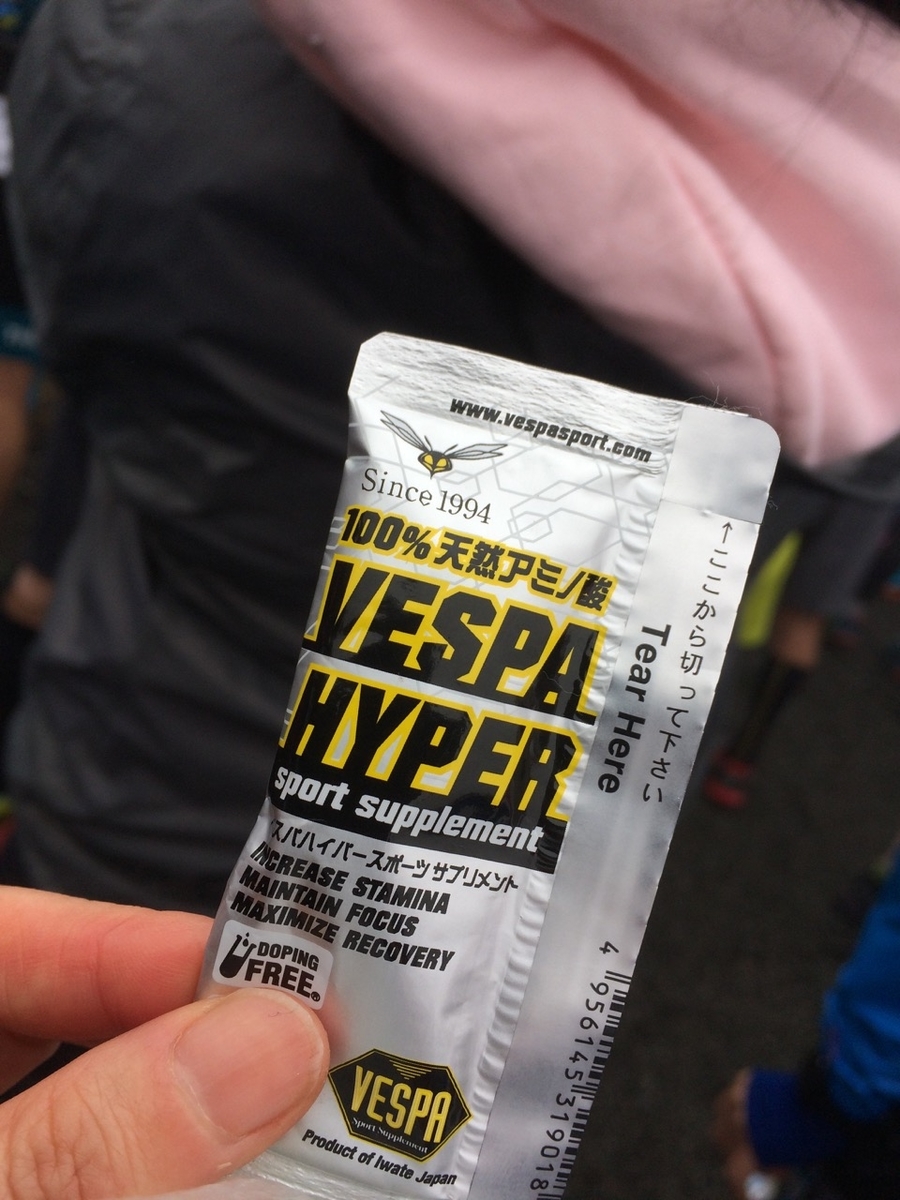 www.vespasport.com
Since 1994
100%天然アミノ酸
VESPA
HYPER
sport supplement
スパハイパースポーツサプリメント
INCREASE STAMINA
MAINTAIN FOCUS
MAXIMIZE RECOVERY
DOPING
FREE®
VESPA
Sport Supplement
Product of Iwate Japan
←ここから切って下さい
Tear Here
4 956145 319018